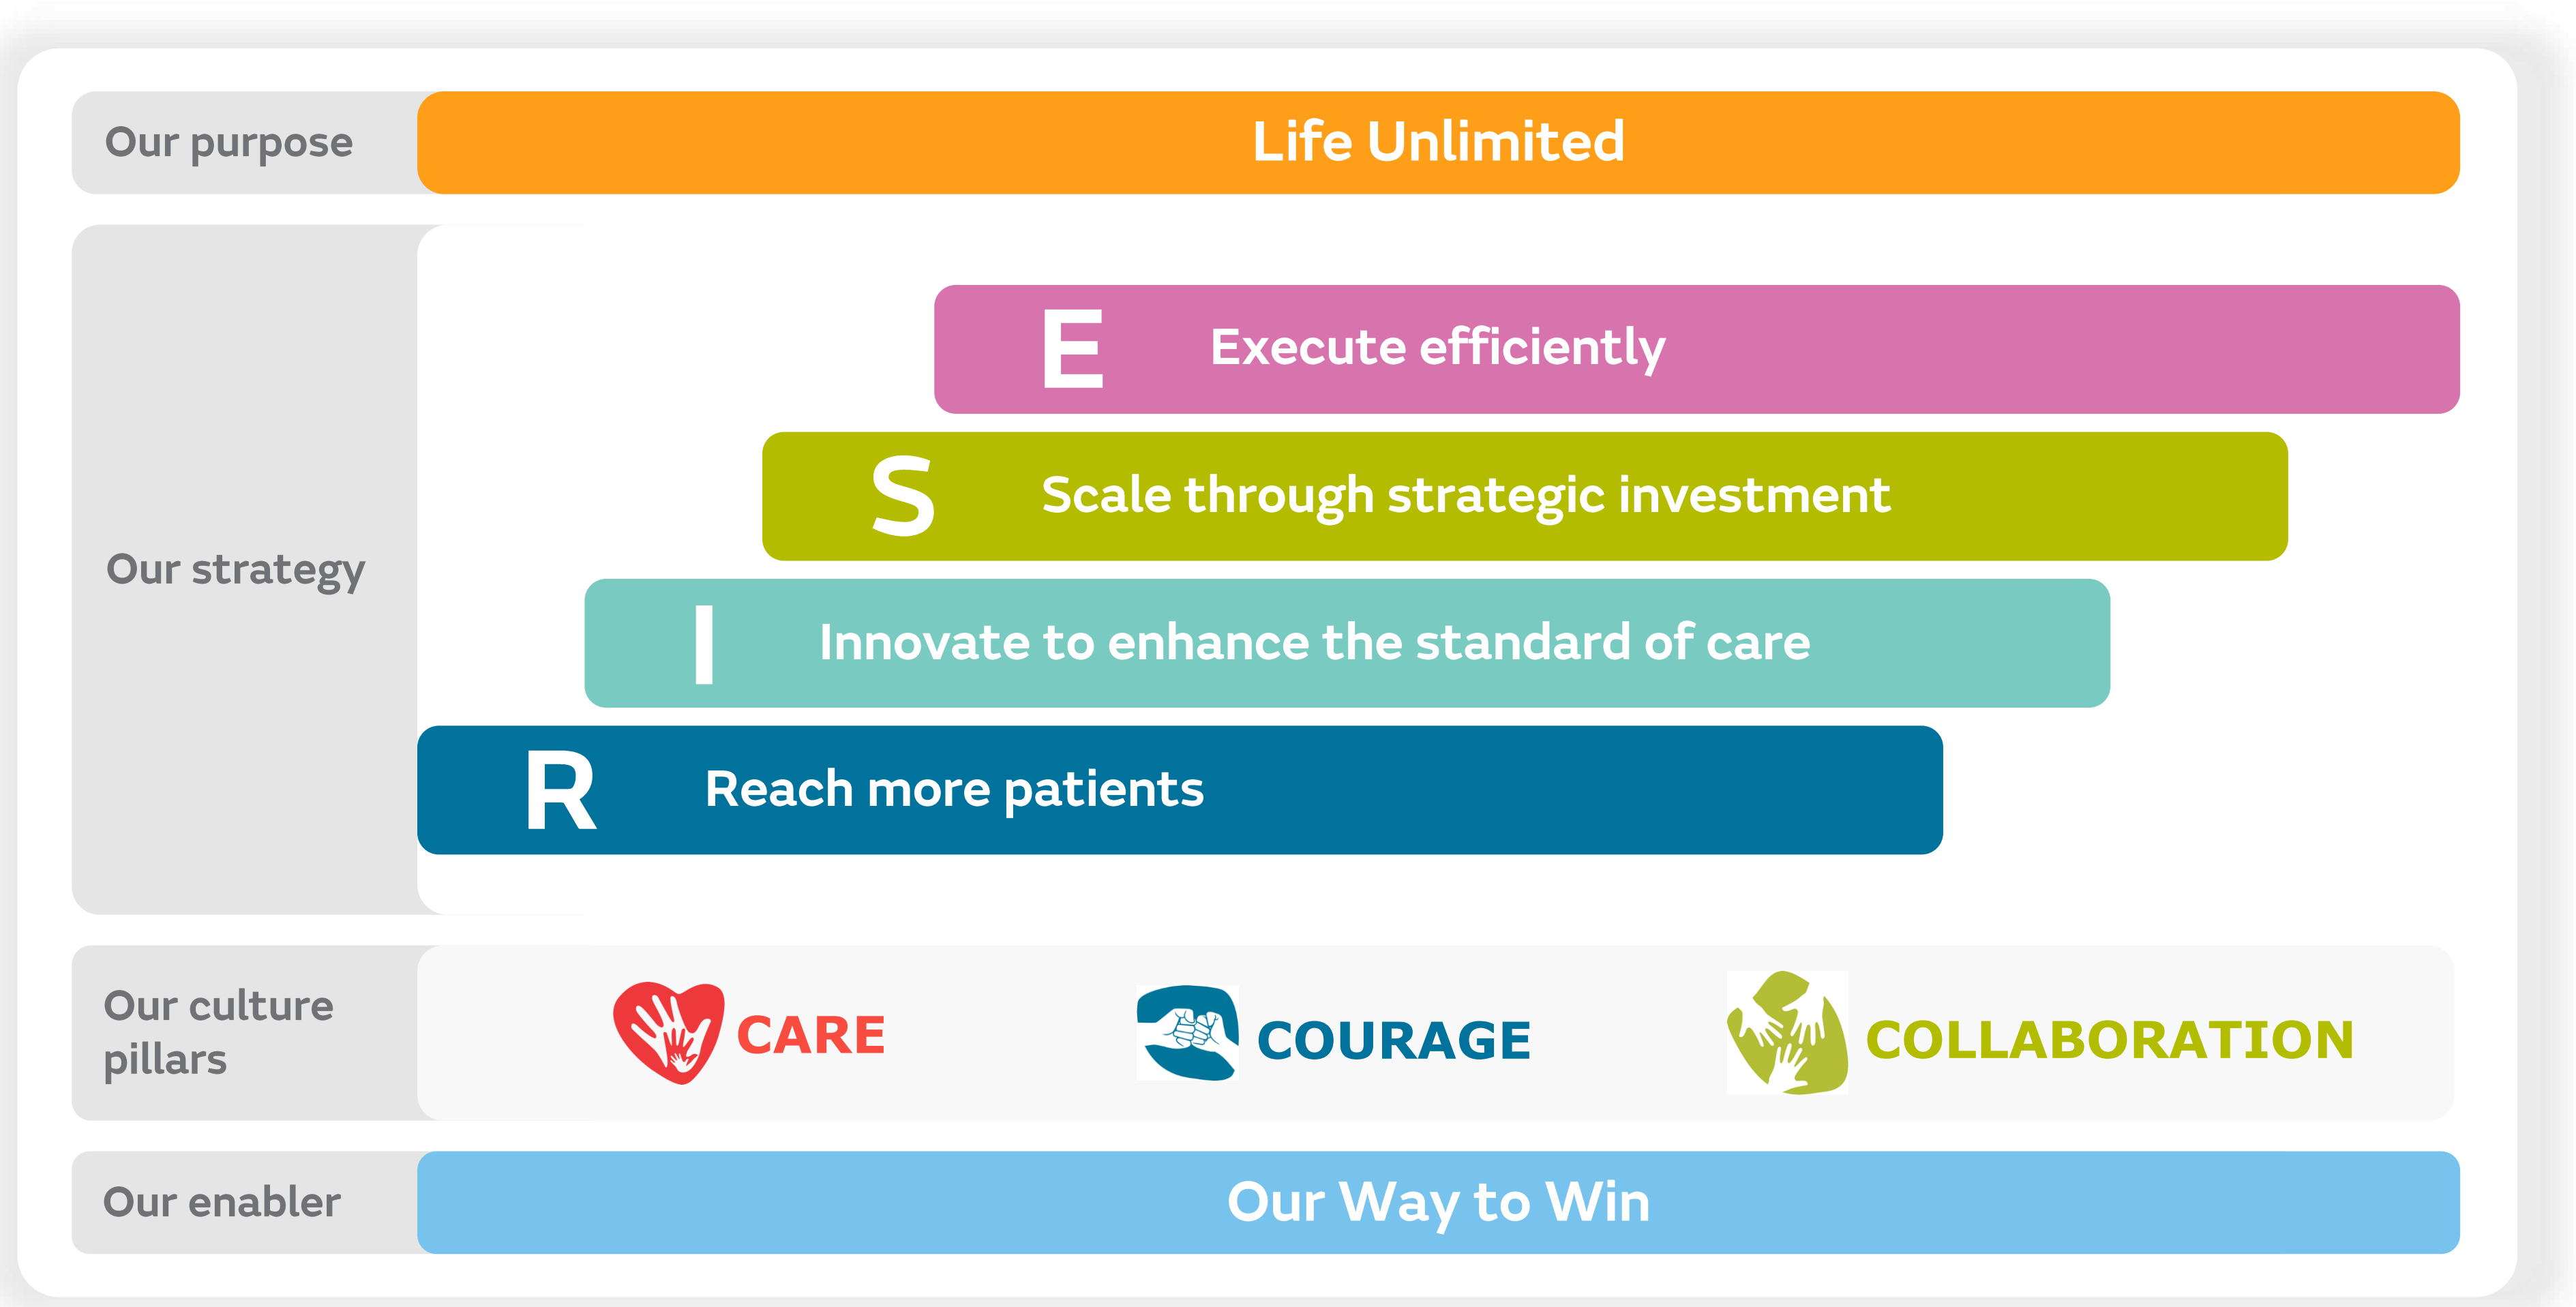 Our purpose
Life Unlimited
Our strategy
E Execute efficiently
S Scale through strategic investment
I Innovate to enhance the standard of care
R Reach more patients
Our culture
pillars
CARE
COURAGE
COLLABORATION
Our enabler
Our Way to Win